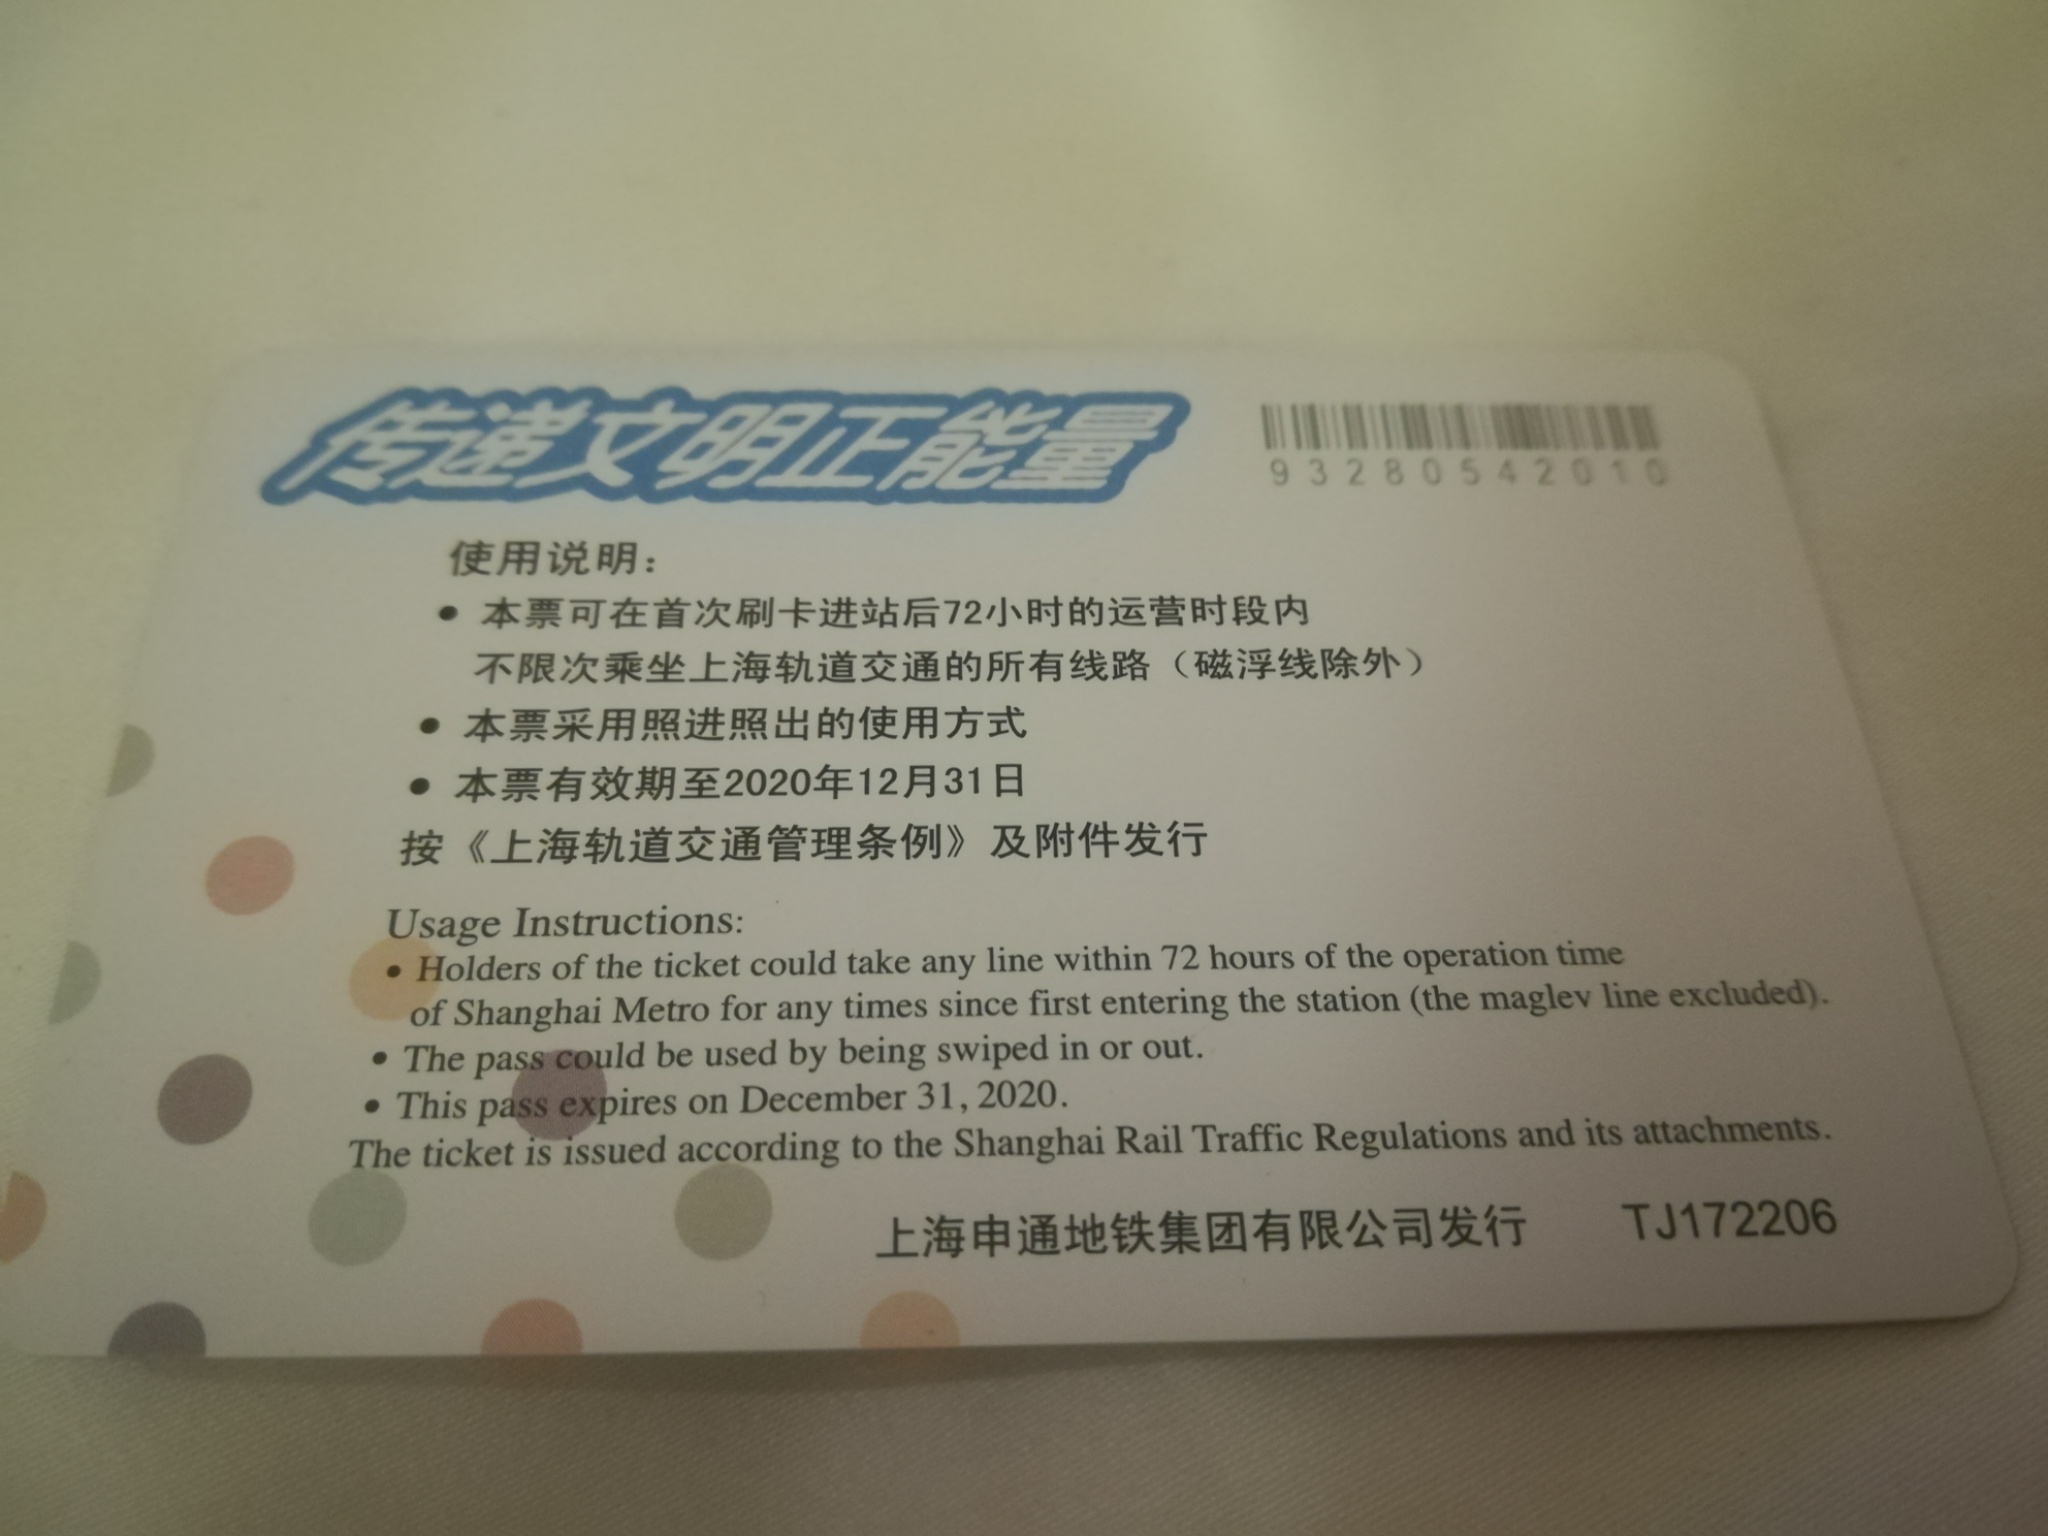 传递文明正能量
93280542010
使用说明：
• 本票可在首次刷卡进站后72小时的运营时段内
不限次乘坐上海轨道交通的所有线路（磁浮线除外）
• 本票采用照进照出的使用方式
• 本票有效期至2020年12月31日
按《上海轨道交通管理条例》及附件发行
Usage Instructions:
• Holders of the ticket could take any line within 72 hours of the operation time
of Shanghai Metro for any times since first entering the station (the maglev line excluded).
• The pass could be used by being swiped in or out.
• This pass expires on December 31, 2020.
The ticket is issued according to the Shanghai Rail Traffic Regulations and its attachments.
上海申通地铁集团有限公司发行 TJ172206